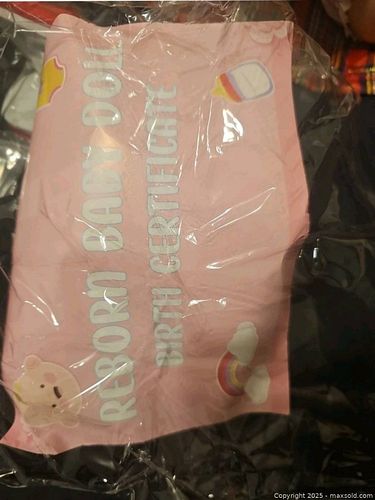 REBORN BABY DOLL
BIRTH CERTIFICATE
Copyright 2025 - maxsold.com